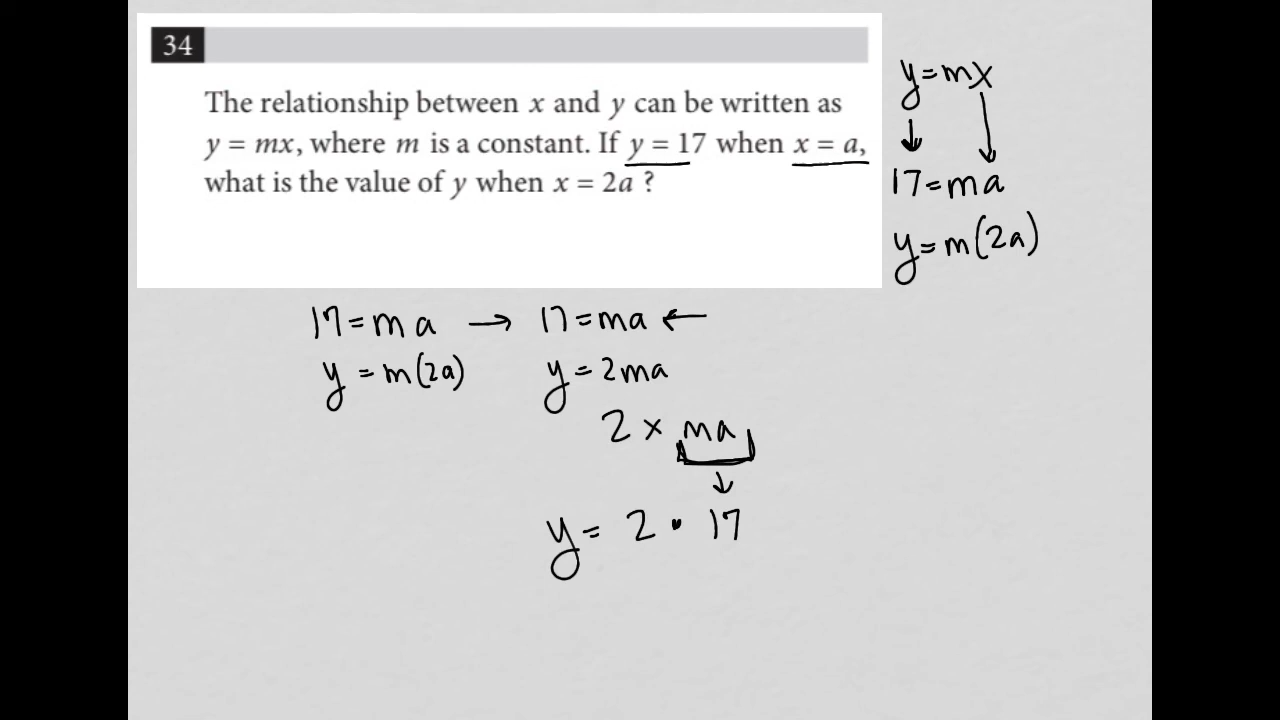 34
The relationship between x and y can be written as
y = mx, where m is a constant. If y = 17 when x = a,
what is the value of y when x = 2a ?
y=mx
17=ma
y=m(2a)
17=ma → 17=ma ←
y=m(2a) y=2ma
2 x ma
y= 2 • 17